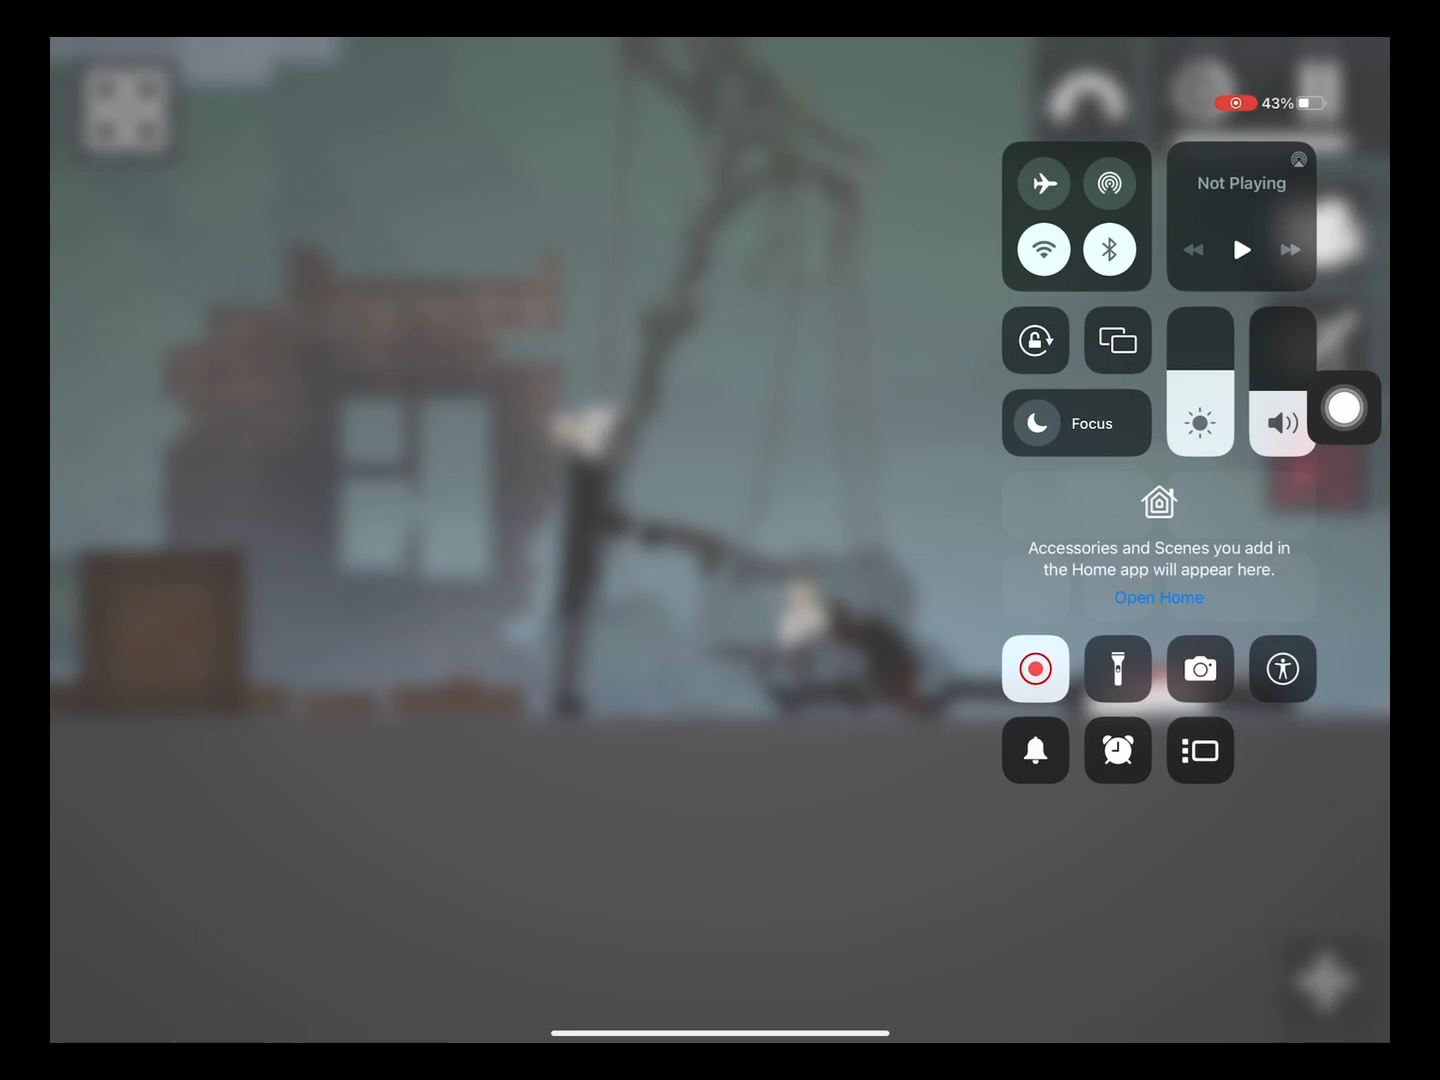 43%
Not Playing
Focus
Accessories and Scenes you add in
the Home app will appear here.
Open Home